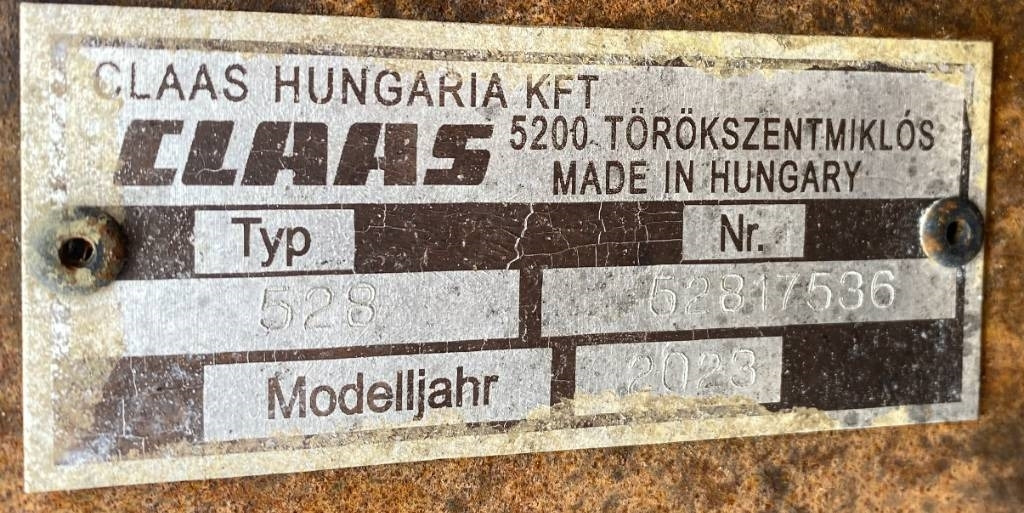 CLAAS HUNGARIA KFT
CLAAS
5200 TÖRÖKSZENTMIKLÓS
MADE IN HUNGARY
Typ Nr.
528 52817536
Modelljahr 2023